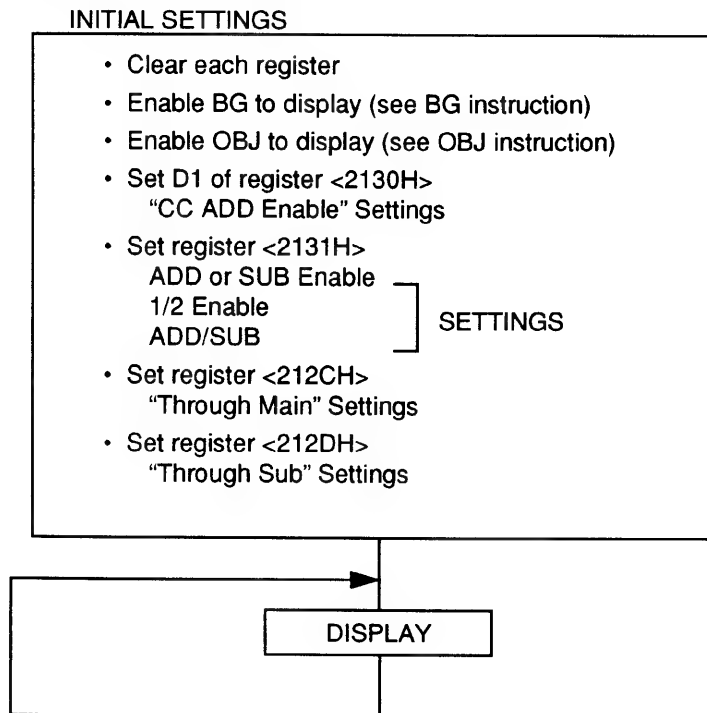 INITIAL SETTINGS
• Clear each register
• Enable BG to display (see BG instruction)
• Enable OBJ to display (see OBJ instruction)
• Set D1 of register <2130H>
“CC ADD Enable” Settings
• Set register <2131H>
ADD or SUB Enable
1/2 Enable
ADD/SUB
SETTINGS
• Set register <212CH>
“Through Main” Settings
• Set register <212DH>
“Through Sub” Settings
DISPLAY